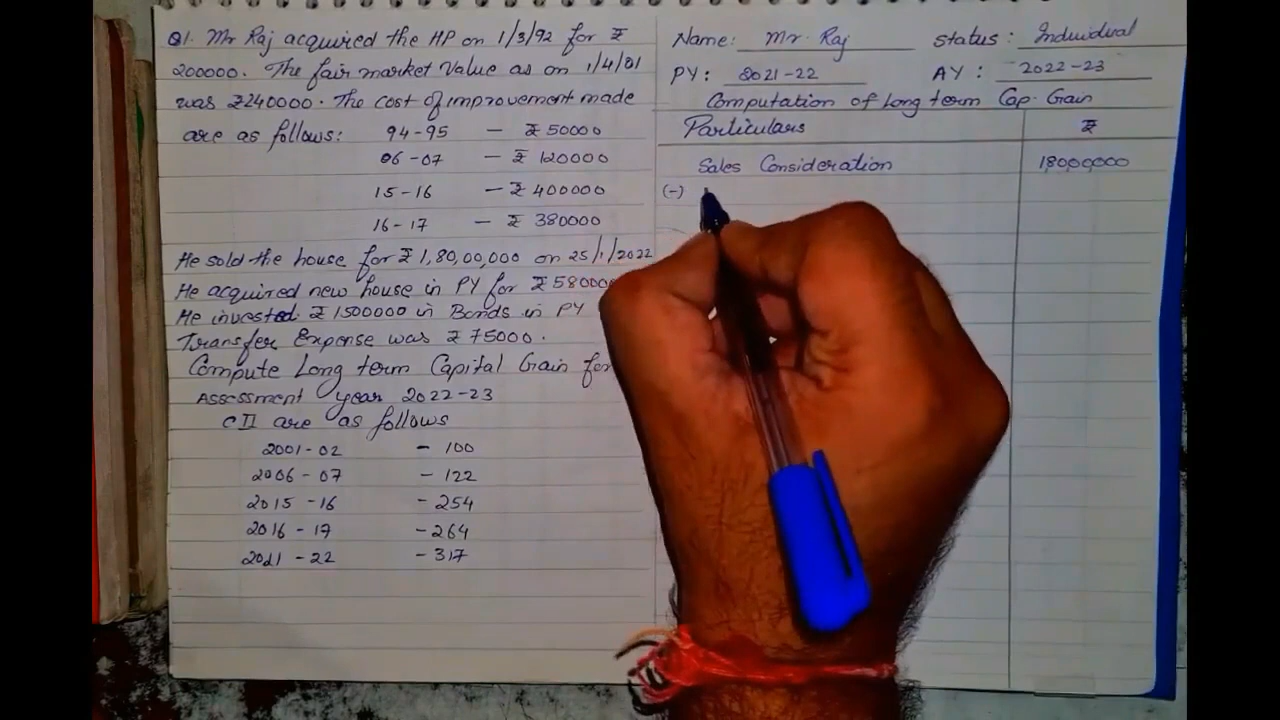 Q1. Mr Raj acquired the HP on 1/3/92 for ₹
200000. The fair market value as on 1/4/01
was ₹240000. The cost of improvement made
are as follows: 94-95 - ₹ 50000
06-07 - ₹ 120000
15-16 - ₹ 400000
16-17 - ₹ 380000
He sold the house for ₹ 1,80,00,000 on 25/1/2022
He acquired new house in PY for ₹ 580000
He invested ₹ 1500000 in Bonds in PY
Transfer Expense was ₹ 75000.
Compute Long term Capital Gain for
Assessment year 2022-23
CII are as follows
2001-02 - 100
2006-07 - 122
2015-16 - 254
2016-17 - 264
2021-22 - 317
Name: Mr. Raj Status: Individual
PY: 2021-22 AY: 2022-23
Computation of Long term Cap. Gain
Particulars ₹
Sales Consideration 18000000
(-)